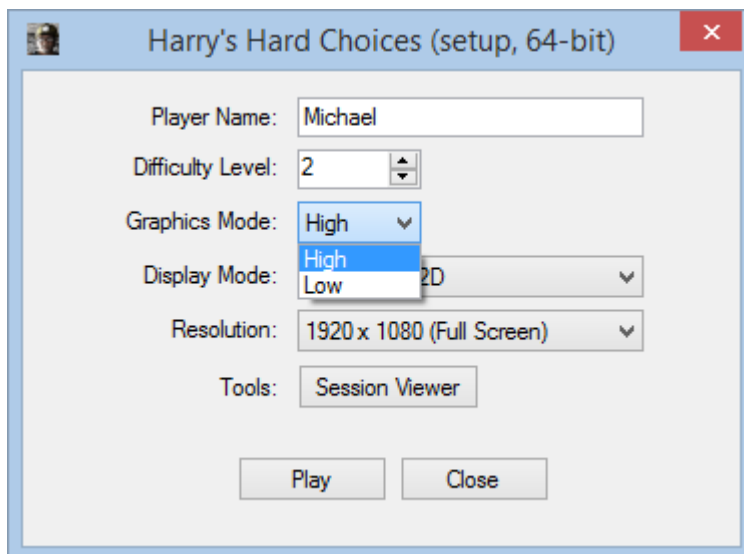 Harry's Hard Choices (setup, 64-bit)
Player Name: Michael
Difficulty Level: 2
Graphics Mode: High
High
Low
Display Mode: 2D
Resolution: 1920 x 1080 (Full Screen)
Tools: Session Viewer
Play Close